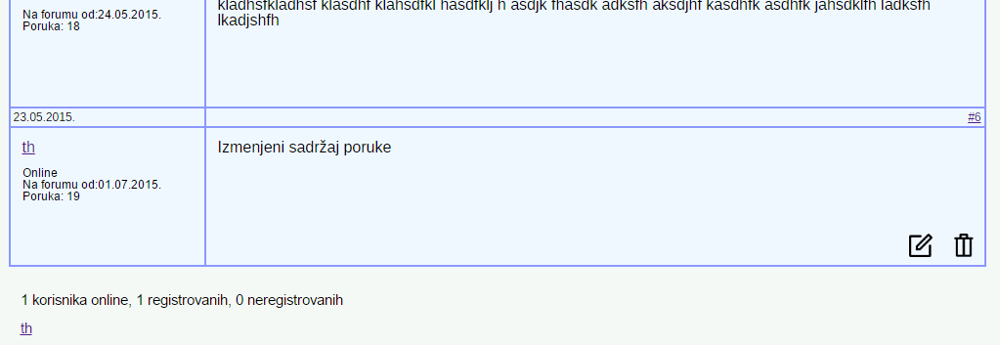 kladhsfkladhsf klasdhf klahsdfkl hasdfklj h asdjk fhasdk adksfh aksdjhf kasdhfk asdhfk jahsdklfh ladksfh
lkadjshfh
Na forumu od:24.05.2015.
Poruka: 18
23.05.2015.
#6
th
Izmenjeni sadržaj poruke
Online
Na forumu od:01.07.2015.
Poruka: 19
1 korisnika online, 1 registrovanih, 0 neregistrovanih
th